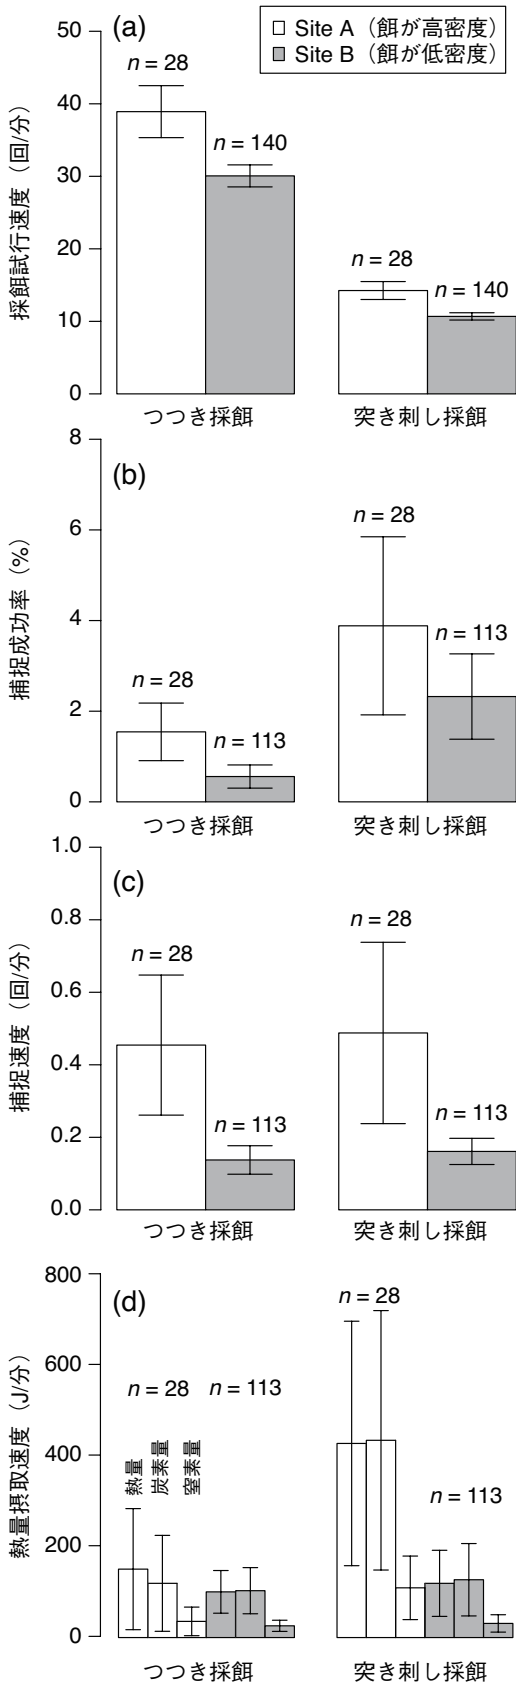 (a)
Site A（餌が高密度）
Site B（餌が低密度）
採餌試行速度（回/分）
50
40
30
20
10
0
n = 28
n = 140
n = 28
n = 140
つつき採餌
突き刺し採餌
(b)
捕捉成功率（%）
8
6
4
2
0
n = 28
n = 113
n = 28
n = 113
つつき採餌
突き刺し採餌
(c)
捕捉速度（回/分）
1.0
0.8
0.6
0.4
0.2
0.0
n = 28
n = 113
n = 28
n = 113
つつき採餌
突き刺し採餌
(d)
熱量摂取速度（J/分）
800
600
400
200
0
n = 28
n = 113
n = 28
n = 113
熱量
炭素量
窒素量
つつき採餌
突き刺し採餌